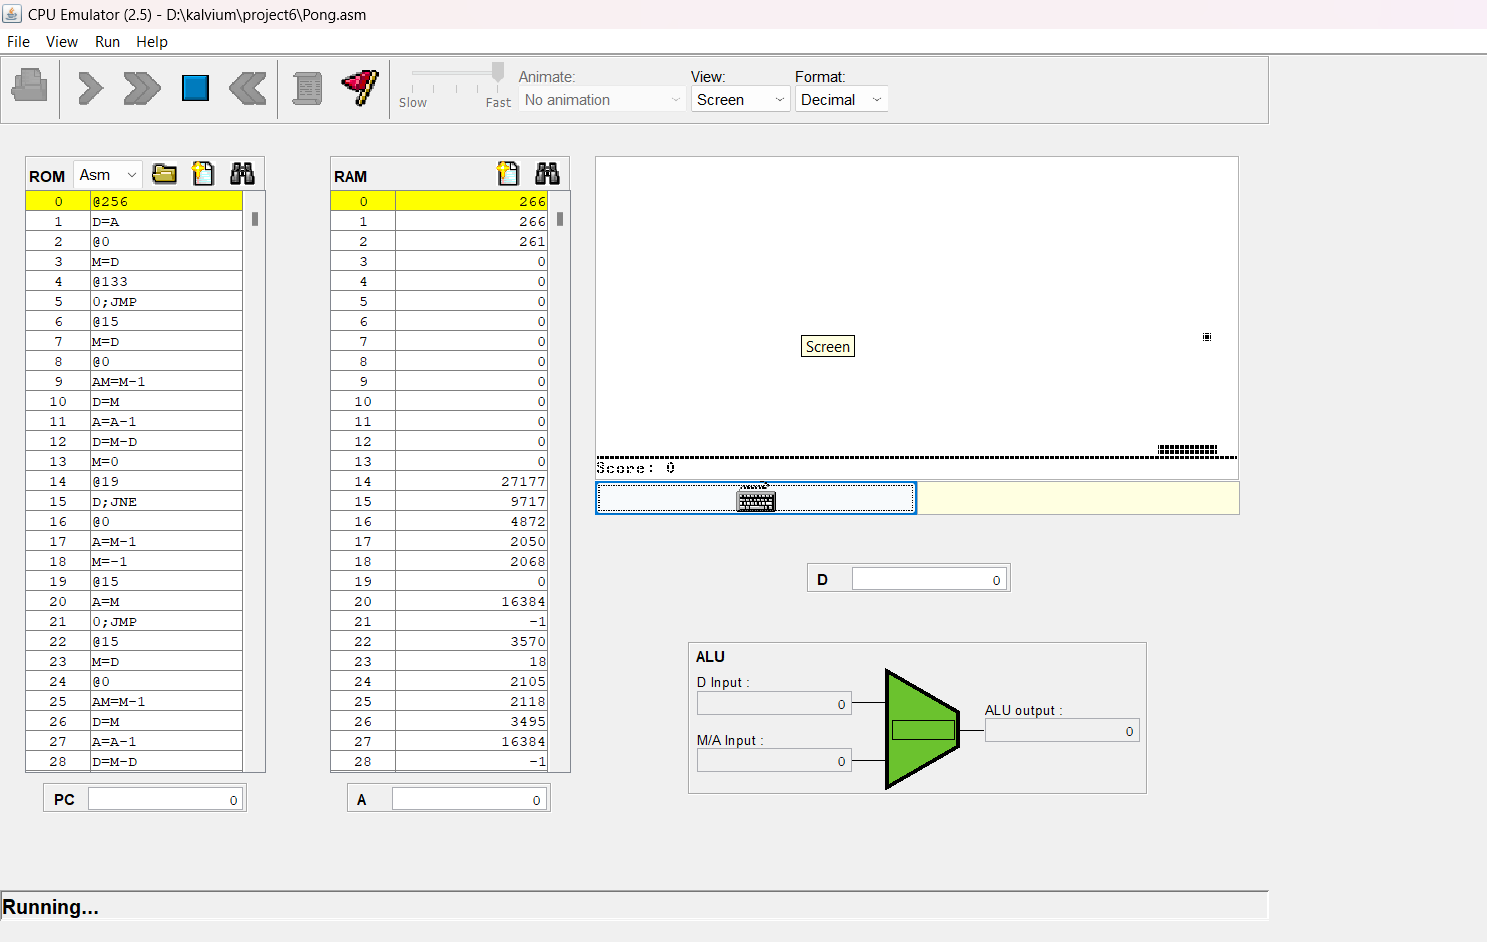 CPU Emulator (2.5) - D:\kalvium\project6\Pong.asm
File View Run Help
Slow Fast
Animate:
No animation
View:
Screen
Format:
Decimal
ROM Asm
0 @256
1 D=A
2 @0
3 M=D
4 @133
5 0;JMP
6 @15
7 M=D
8 @0
9 AM=M-1
10 D=M
11 A=A-1
12 D=M-D
13 M=0
14 @19
15 D;JNE
16 @0
17 A=M-1
18 M=-1
19 @15
20 A=M
21 0;JMP
22 @15
23 M=D
24 @0
25 AM=M-1
26 D=M
27 A=A-1
28 D=M-D
PC 0
RAM
0 266
1 266
2 261
3 0
4 0
5 0
6 0
7 0
8 0
9 0
10 0
11 0
12 0
13 0
14 27177
15 9717
16 4872
17 2050
18 2068
19 0
20 16384
21 -1
22 3570
23 18
24 2105
25 2118
26 3495
27 16384
28 -1
A 0
Screen
Score: 0
D 0
ALU
D Input :
0
M/A Input :
0
ALU output :
0
Running...